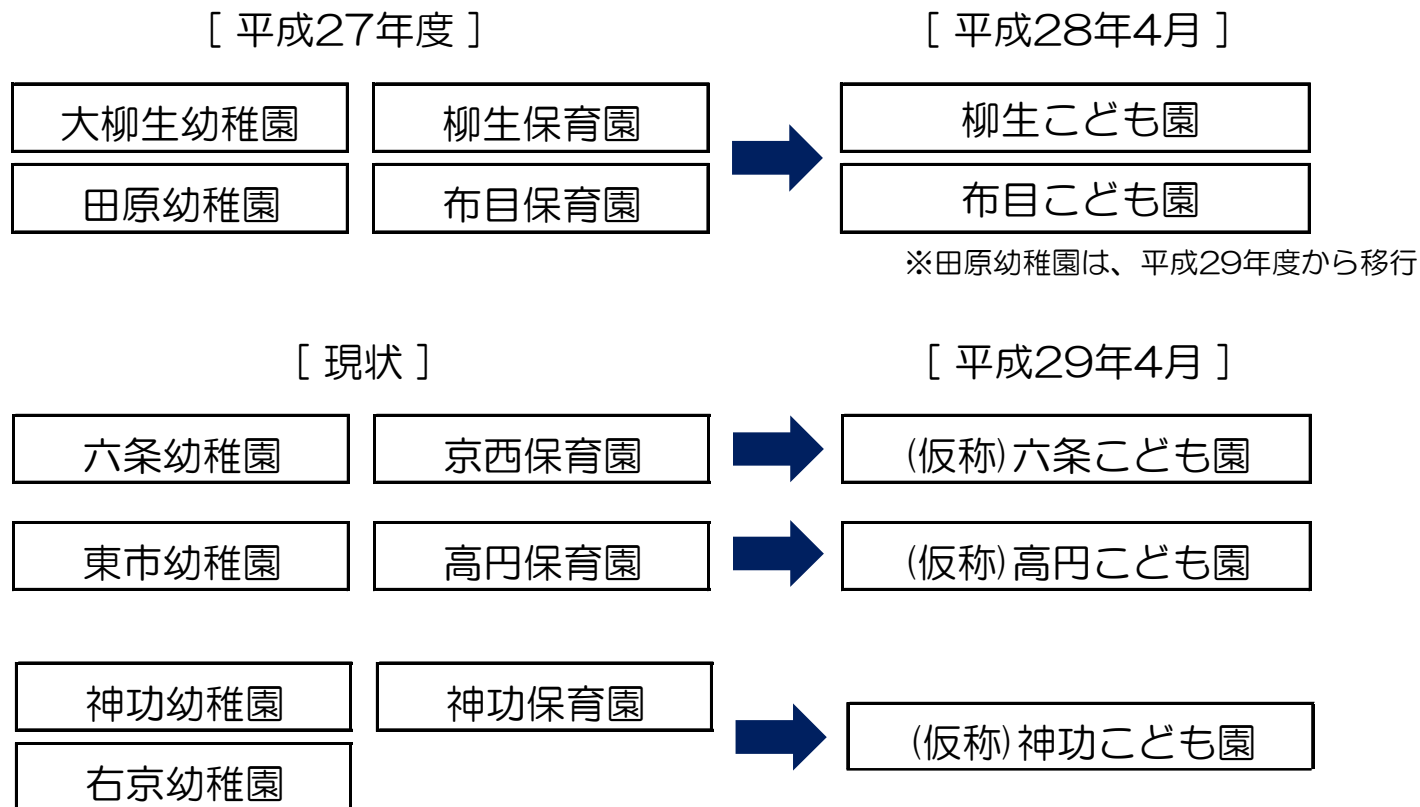 [ 平成27年度 ] [ 平成28年4月 ]
大柳生幼稚園 柳生保育園 柳生こども園
田原幼稚園 布目保育園 布目こども園
※田原幼稚園は、平成29年度から移行
[ 現状 ] [ 平成29年4月 ]
六条幼稚園 京西保育園 (仮称)六条こども園
東市幼稚園 高円保育園 (仮称)高円こども園
神功幼稚園 神功保育園
(仮称)神功こども園
右京幼稚園